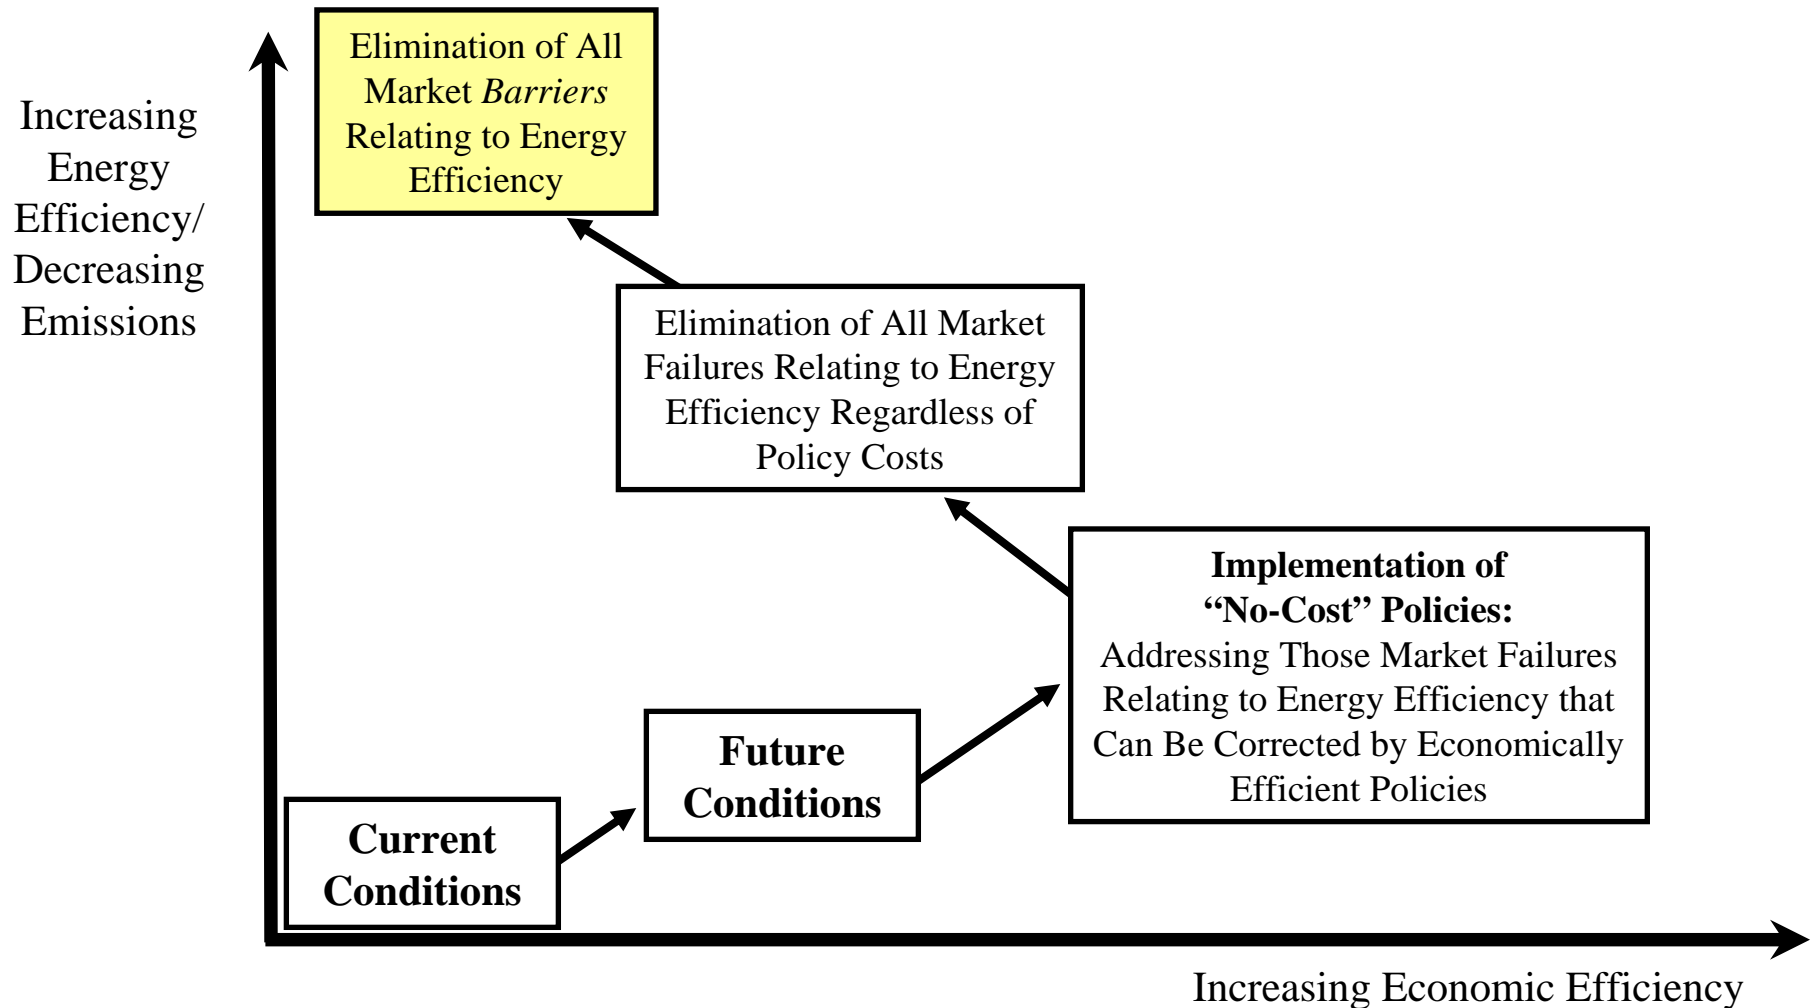 Increasing
Energy
Efficiency/
Decreasing
Emissions
Elimination of All
Market Barriers
Relating to Energy
Efficiency
Elimination of All Market
Failures Relating to Energy
Efficiency Regardless of
Policy Costs
Implementation of
“No-Cost” Policies:
Addressing Those Market Failures
Relating to Energy Efficiency that
Can Be Corrected by Economically
Efficient Policies
Future
Conditions
Current
Conditions
Increasing Economic Efficiency